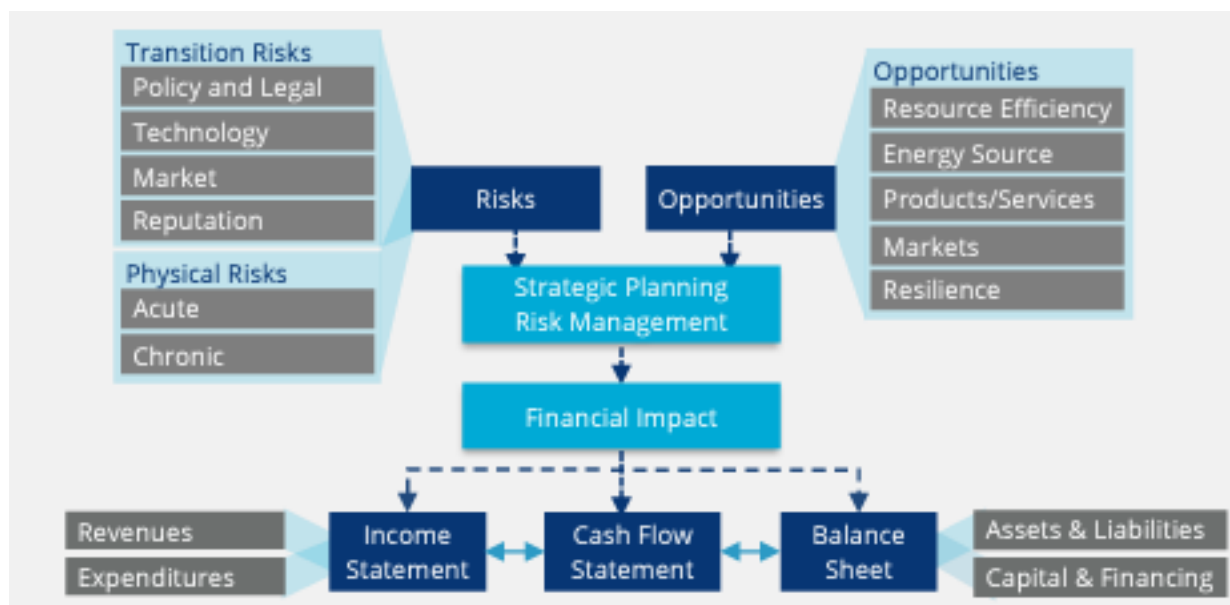 Transition Risks
Policy and Legal
Technology
Market
Reputation
Physical Risks
Acute
Chronic
Risks
Opportunities
Opportunities
Resource Efficiency
Energy Source
Products/Services
Markets
Resilience
Strategic Planning
Risk Management
Financial Impact
Revenues
Expenditures
Income
Statement
Cash Flow
Statement
Balance
Sheet
Assets & Liabilities
Capital & Financing